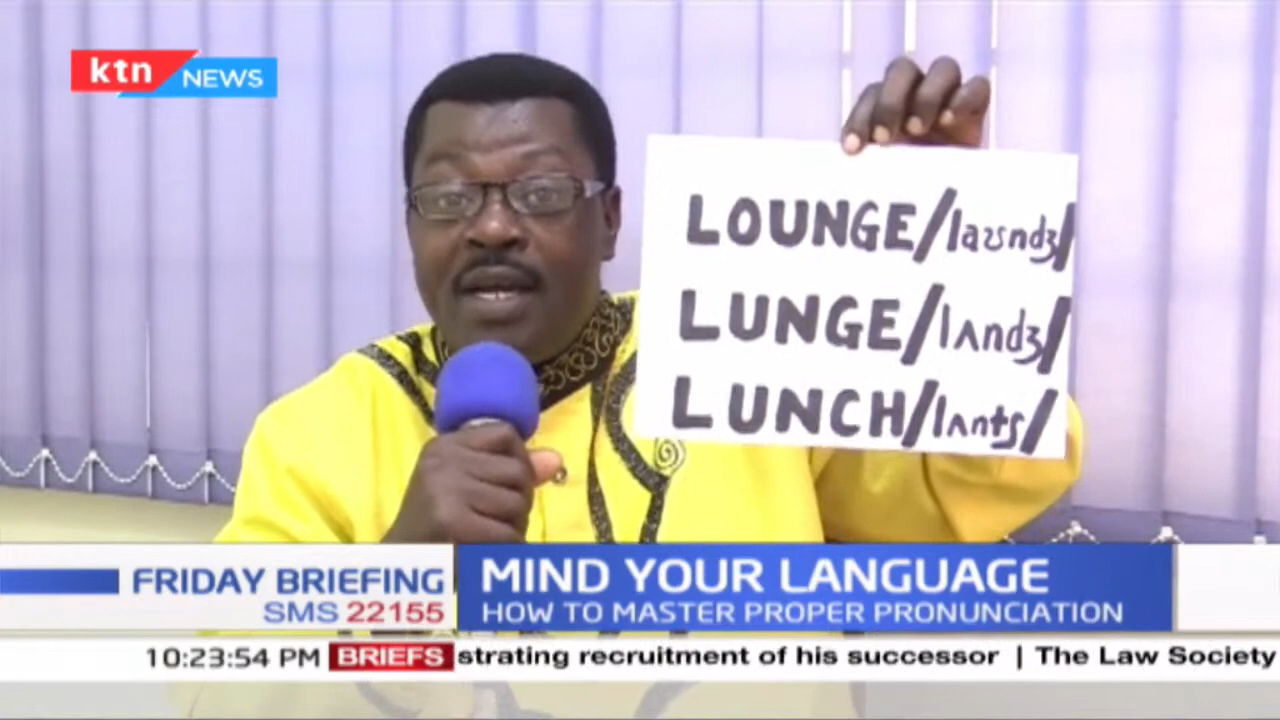 ktn NEWS
LOUNGE/laʊndʒ/
LUNGE/lʌndʒ/
LUNCH/lʌntʃ/
FRIDAY BRIEFING
SMS 22155
MIND YOUR LANGUAGE
HOW TO MASTER PROPER PRONUNCIATION
10:23:54 PM BRIEFS strating recruitment of his successor | The Law Society